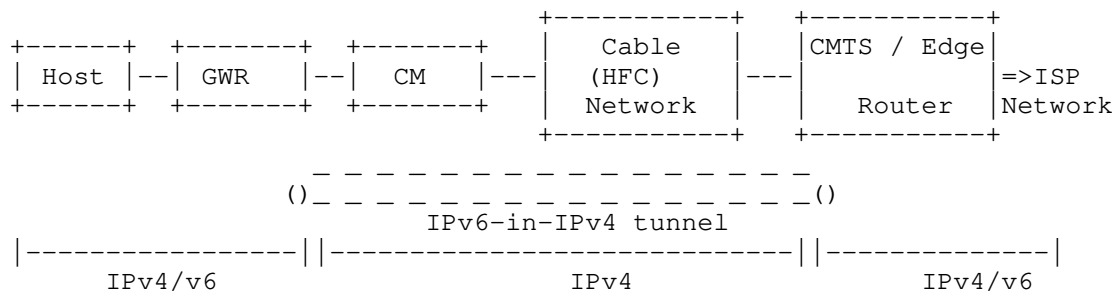 Cable CMTS / Edge
Host GWR CM (HFC) =>ISP
Network Router Network
()()
IPv6-in-IPv4 tunnel
IPv4/v6 IPv4 IPv4/v6